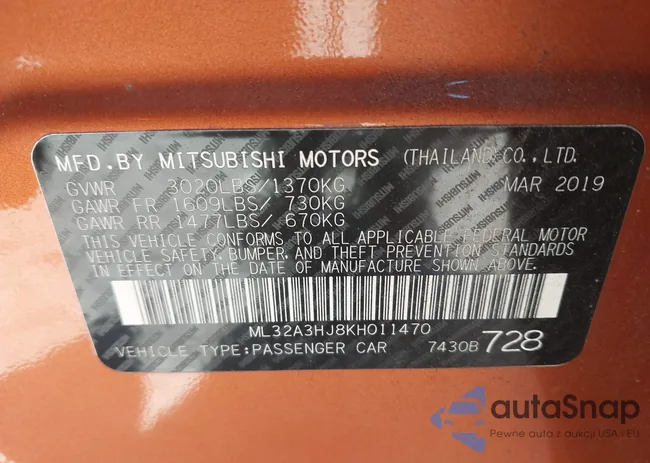 MFD.BY MITSUBISHI MOTORS (THAILAND)CO.,LTD.
GVWR 3020LBS/1370KG MAR 2019
GAWR FR 1609LBS/ 730KG
GAWR RR 1477LBS/ 670KG
THIS VEHICLE CONFORMS TO ALL APPLICABLE FEDERAL MOTOR
VEHICLE SAFETY, BUMPER, AND THEFT PREVENTION STANDARDS
IN EFFECT ON THE DATE OF MANUFACTURE SHOWN ABOVE.
ML32A3HJ8KH011470
VEHICLE TYPE:PASSENGER CAR 7430B 728
autaSnap
Pewne auta z aukcji USA i EU